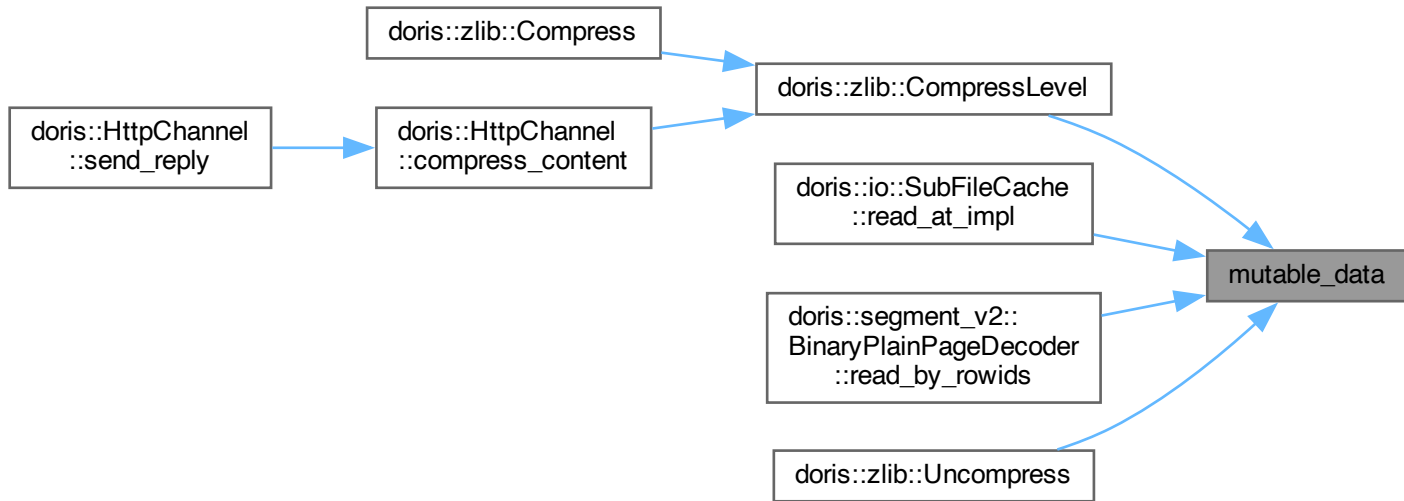 doris::zlib::Compress
doris::zlib::CompressLevel
doris::HttpChannel
::send_reply
doris::HttpChannel
::compress_content
doris::io::SubFileCache
::read_at_impl
mutable_data
doris::segment_v2::
BinaryPlainPageDecoder
::read_by_rowids
doris::zlib::Uncompress